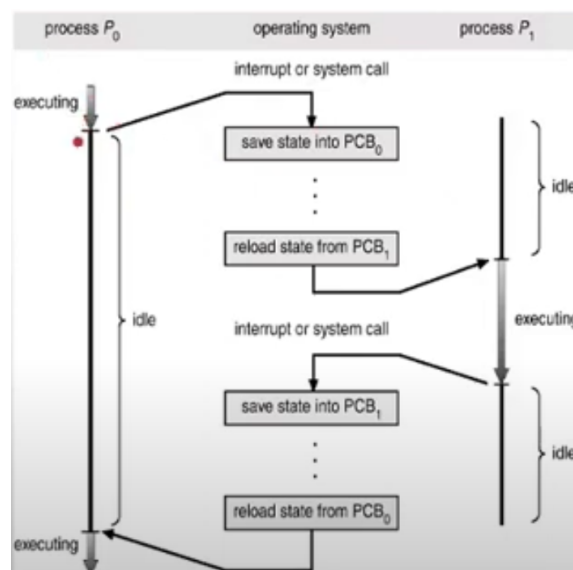 process P0 operating system process P1
interrupt or system call
executing
save state into PCB0
idle
reload state from PCB1
idle
executing
interrupt or system call
save state into PCB1
idle
reload state from PCB0
executing